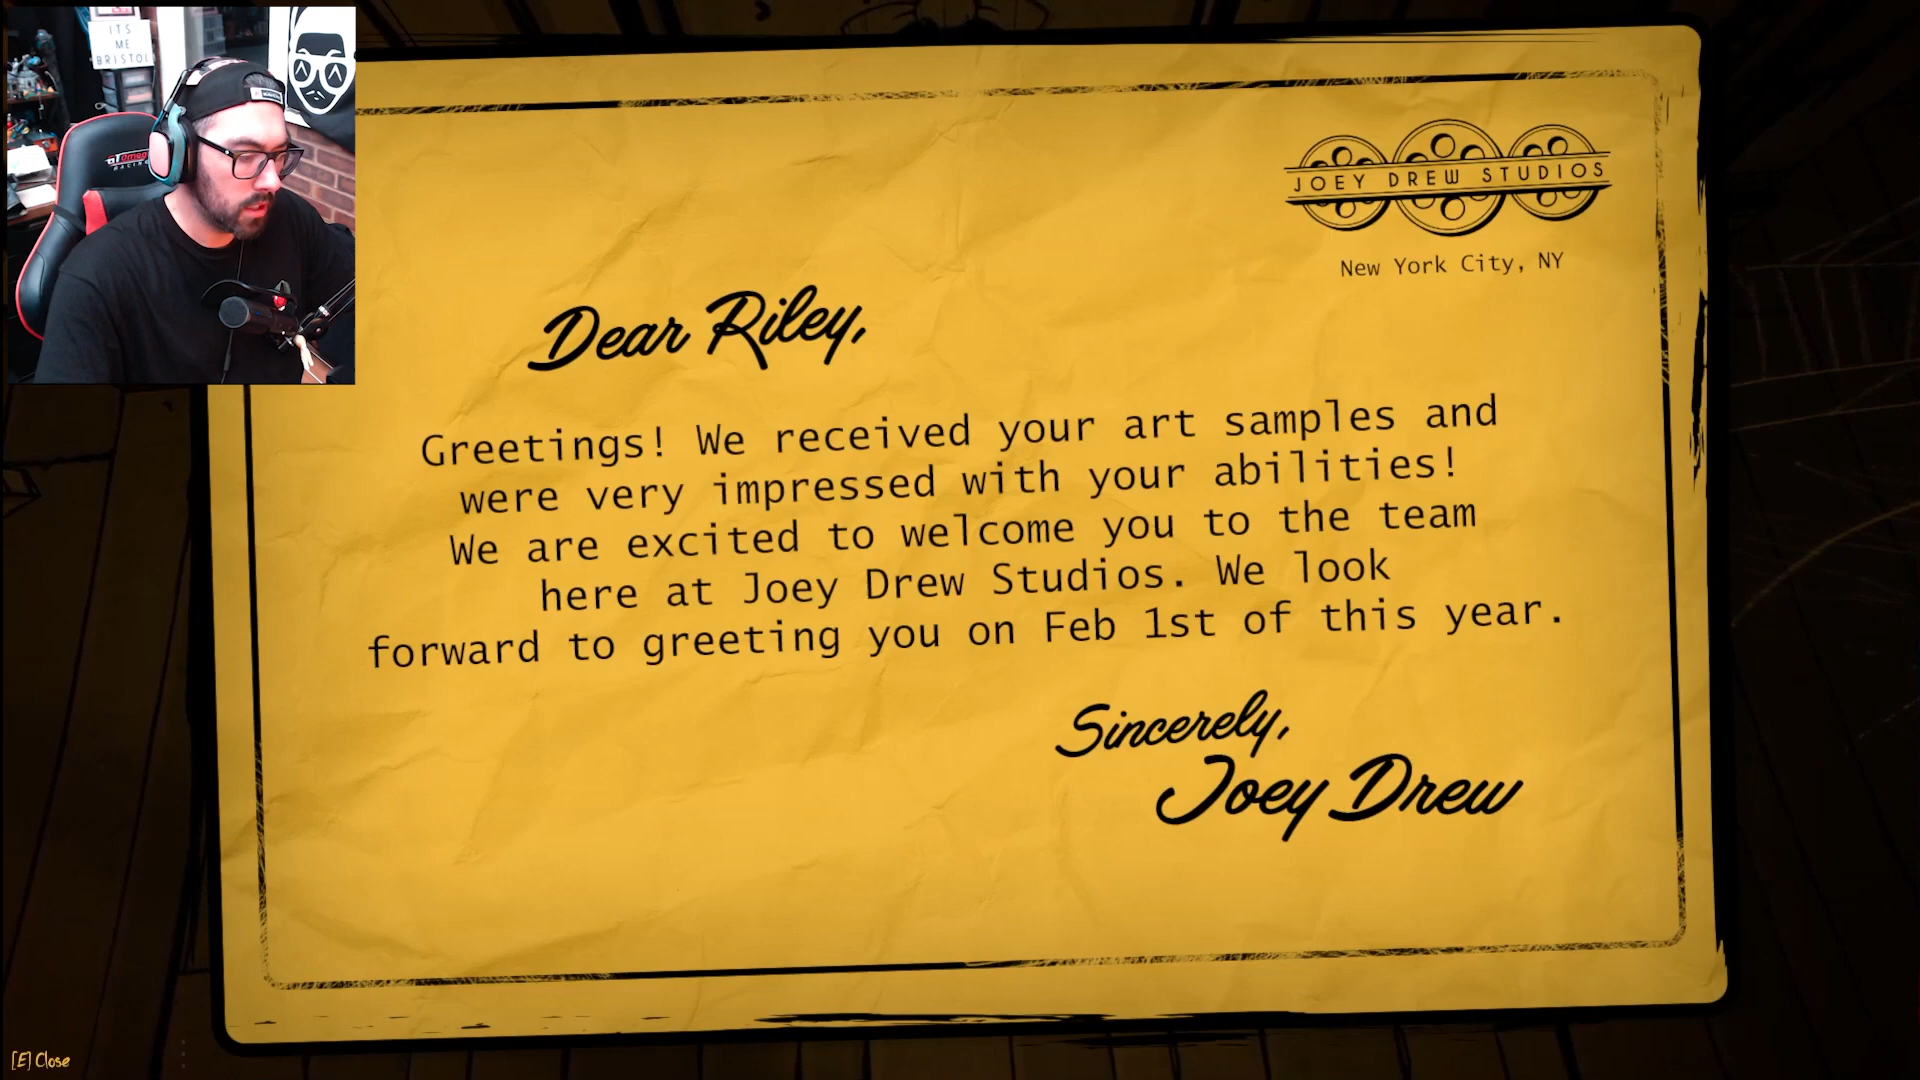 ITS
ME
BRISTOL
JOEY DREW STUDIOS
New York City, NY
Dear Riley,
Greetings! We received your art samples and
were very impressed with your abilities!
We are excited to welcome you to the team
here at Joey Drew Studios. We look
forward to greeting you on Feb 1st of this year.
Sincerely,
Joey Drew
[E] Close